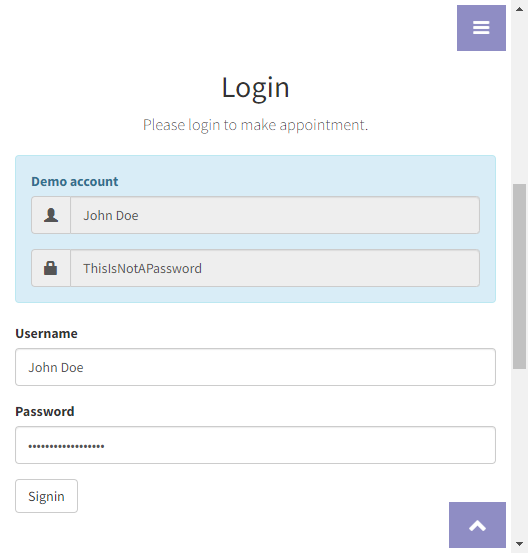 Login
Please login to make appointment.
Demo account
John Doe
ThisIsNotAPassword
Username
John Doe
Password
••••••••••••••••••
Signin